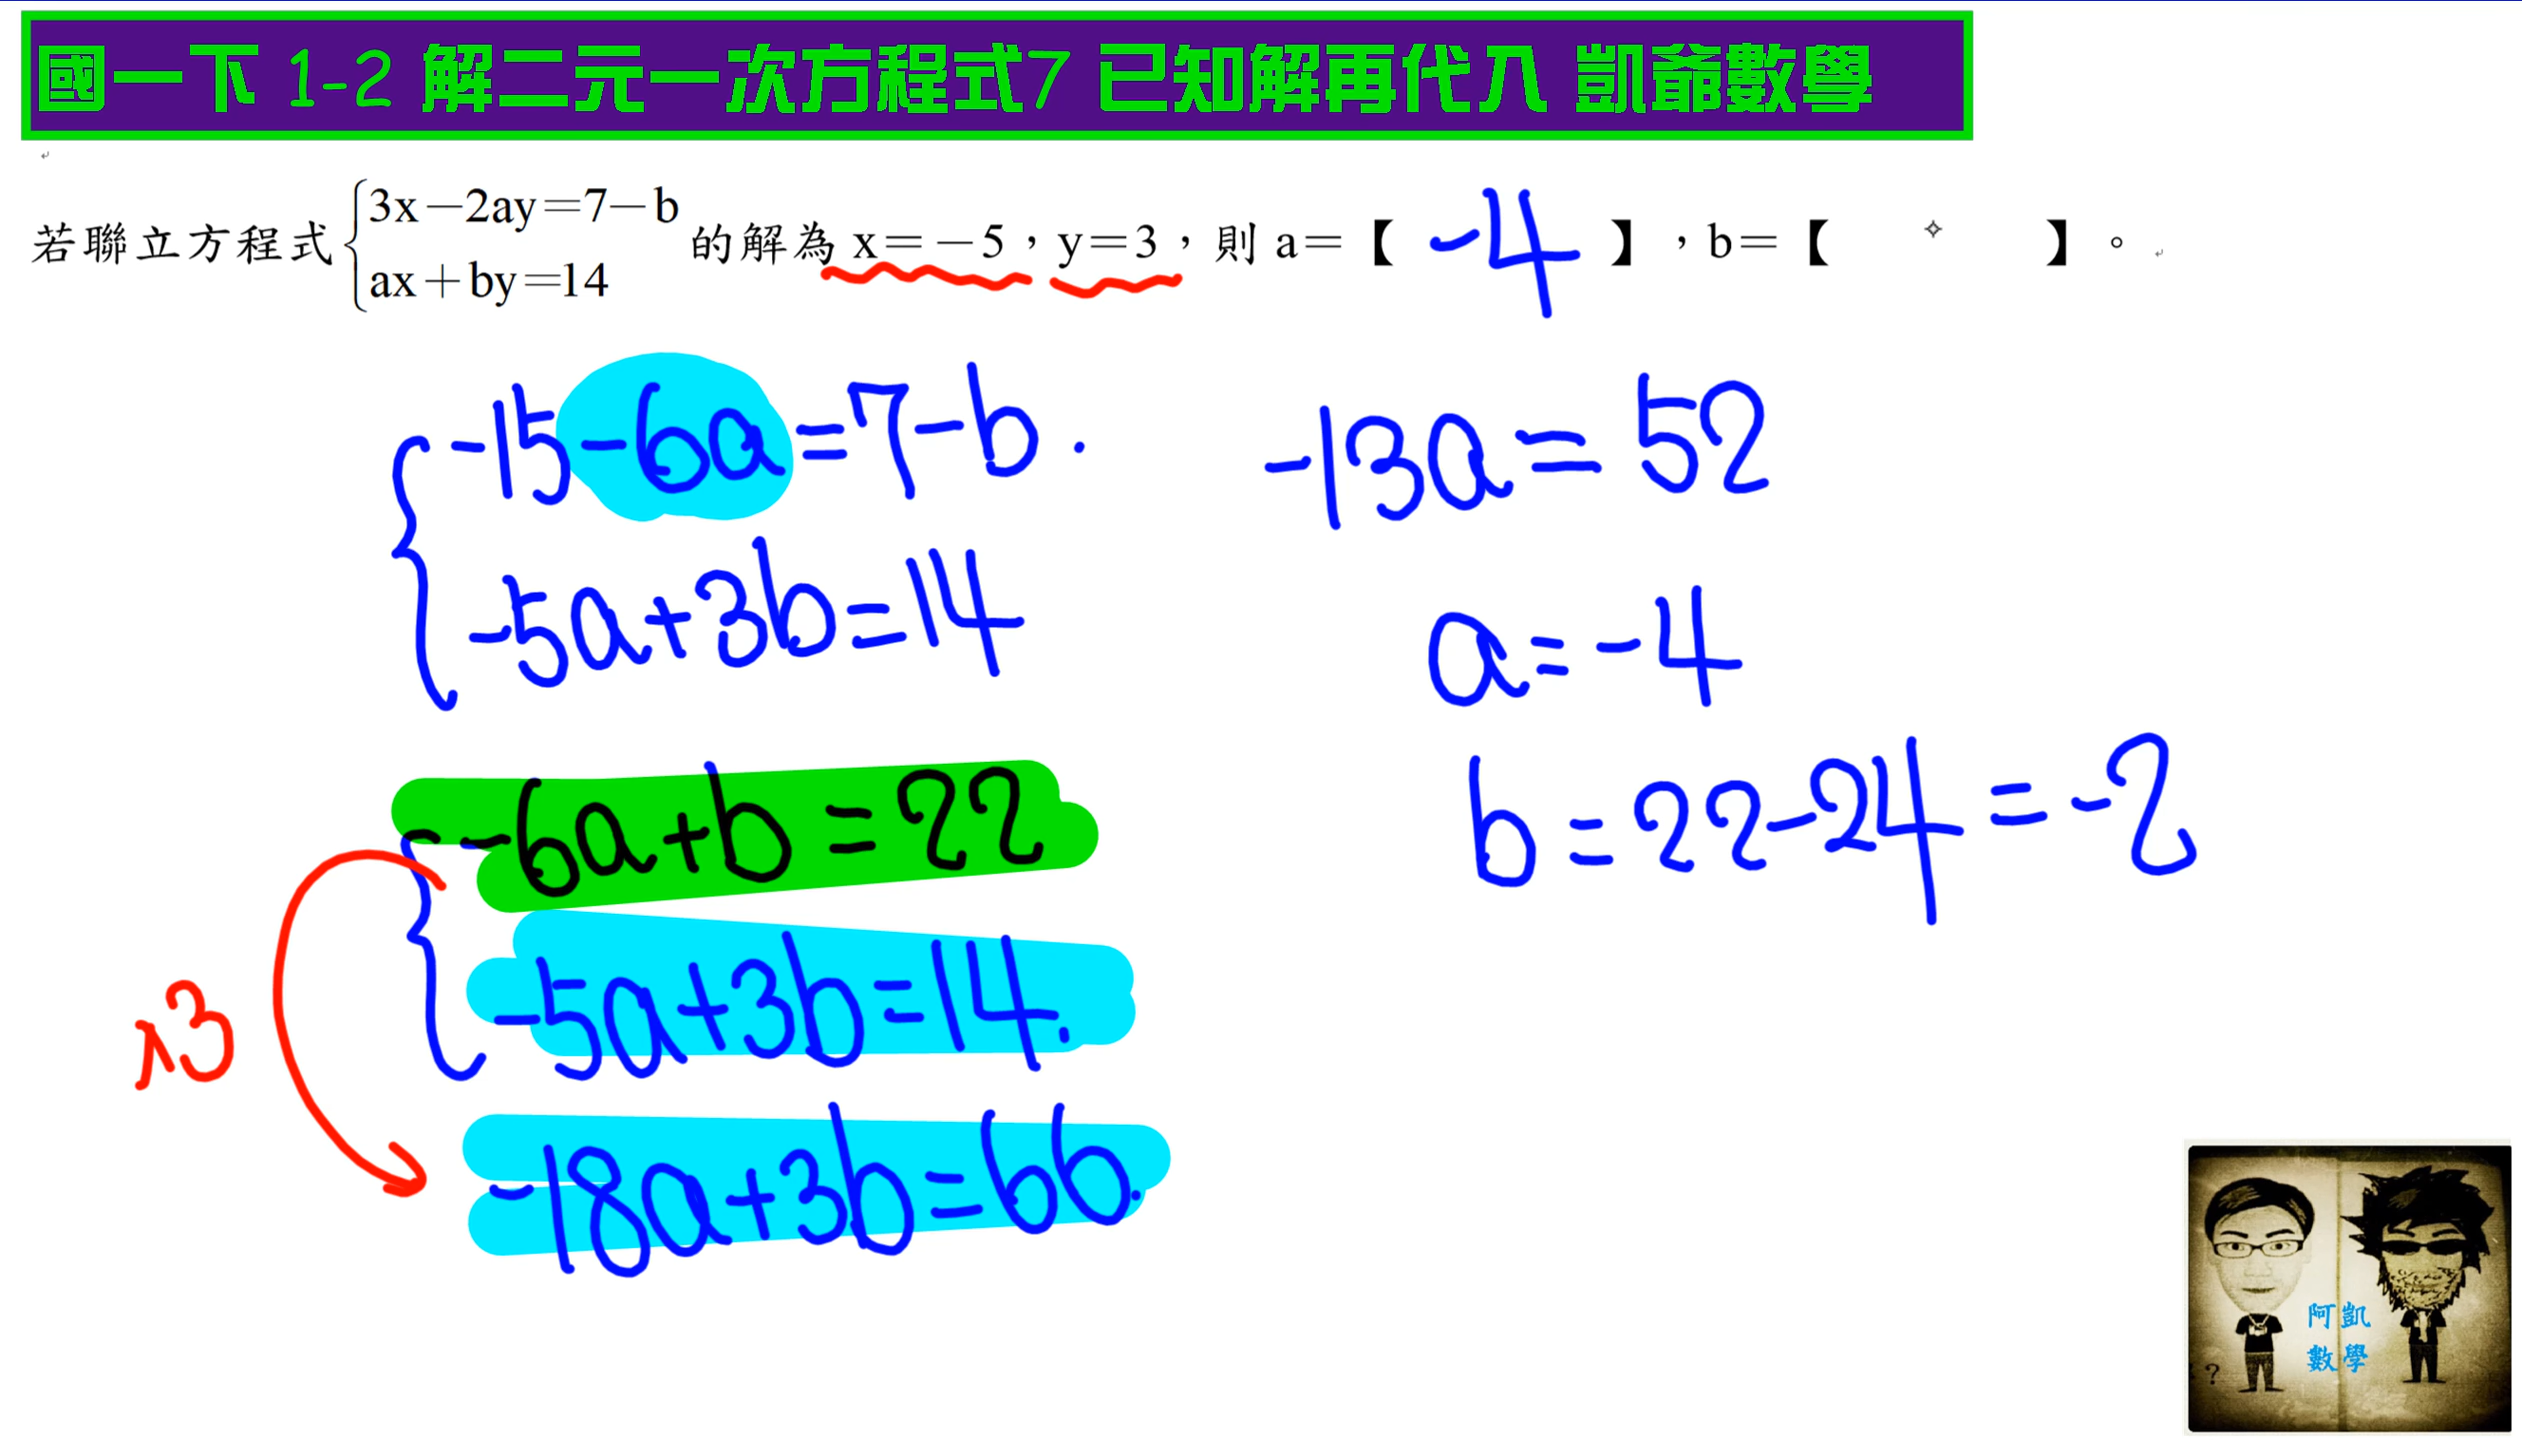 國一下 1-2 解二元一次方程式7 已知解再代入 凱爺數學
若聯立方程式{3x－2ay＝7－b
ax＋by＝14 的解為 x＝－5，y＝3，則 a＝【 -4 】，b＝【 】。
-15-6a=7-b.
-5a+3b=14
-6a+b=22
-5a+3b=14.
x3
-18a+3b=66.
-13a=52
a=-4
b=22-24=-2
阿凱
數學
?